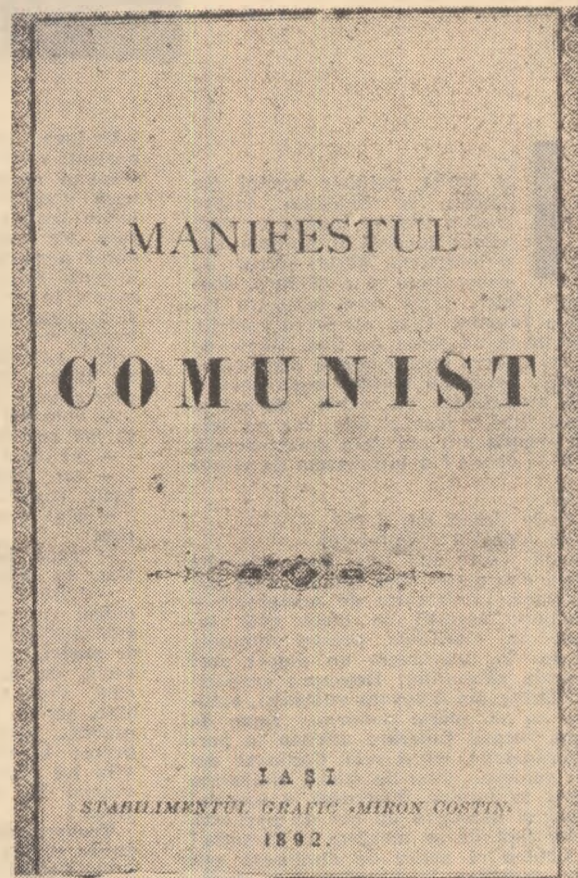 MANIFESTUL
COMUNIST
IAȘI
STABILIMENTUL GRAFIC «MIRON COSTIN»
1892.